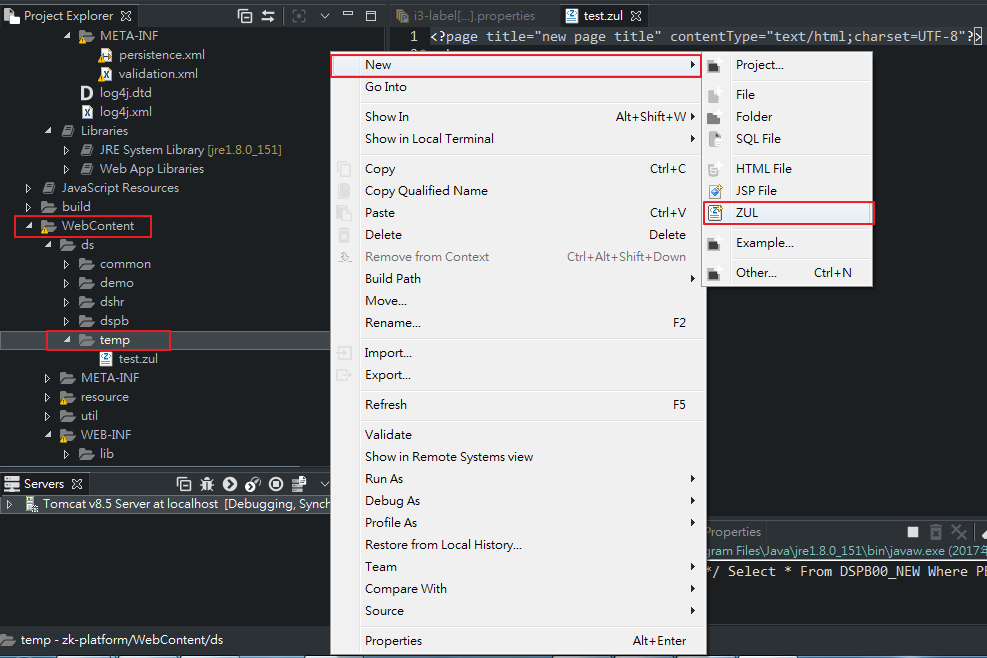 Project Explorer
META-INF
persistence.xml
validation.xml
log4j.dtd
log4j.xml
Libraries
JRE System Library [jre1.8.0_151]
Web App Libraries
JavaScript Resources
build
WebContent
ds
common
demo
dshr
dspb
temp
test.zul
META-INF
resource
util
WEB-INF
lib
Servers
Tomcat v8.5 Server at localhost [Debugging, Synch
temp - zk-platform/WebContent/ds
i3-label[...].properties
test.zul
1 <?page title="new page title" contentType="text/html;charset=UTF-8"?>
New
Go Into
Show In Alt+Shift+W
Show in Local Terminal
Copy Ctrl+C
Copy Qualified Name
Paste Ctrl+V
Delete Delete
Remove from Context Ctrl+Alt+Shift+Down
Build Path
Move...
Rename... F2
Import...
Export...
Refresh F5
Validate
Show in Remote Systems view
Run As
Debug As
Profile As
Restore from Local History...
Team
Compare With
Source
Properties Alt+Enter
Project...
File
Folder
SQL File
HTML File
JSP File
ZUL
Example...
Other... Ctrl+N
Properties
gram Files\Java\jre1.8.0_151\bin\javaw.exe (2017年
*/ Select * From DSPB00_NEW Where PE